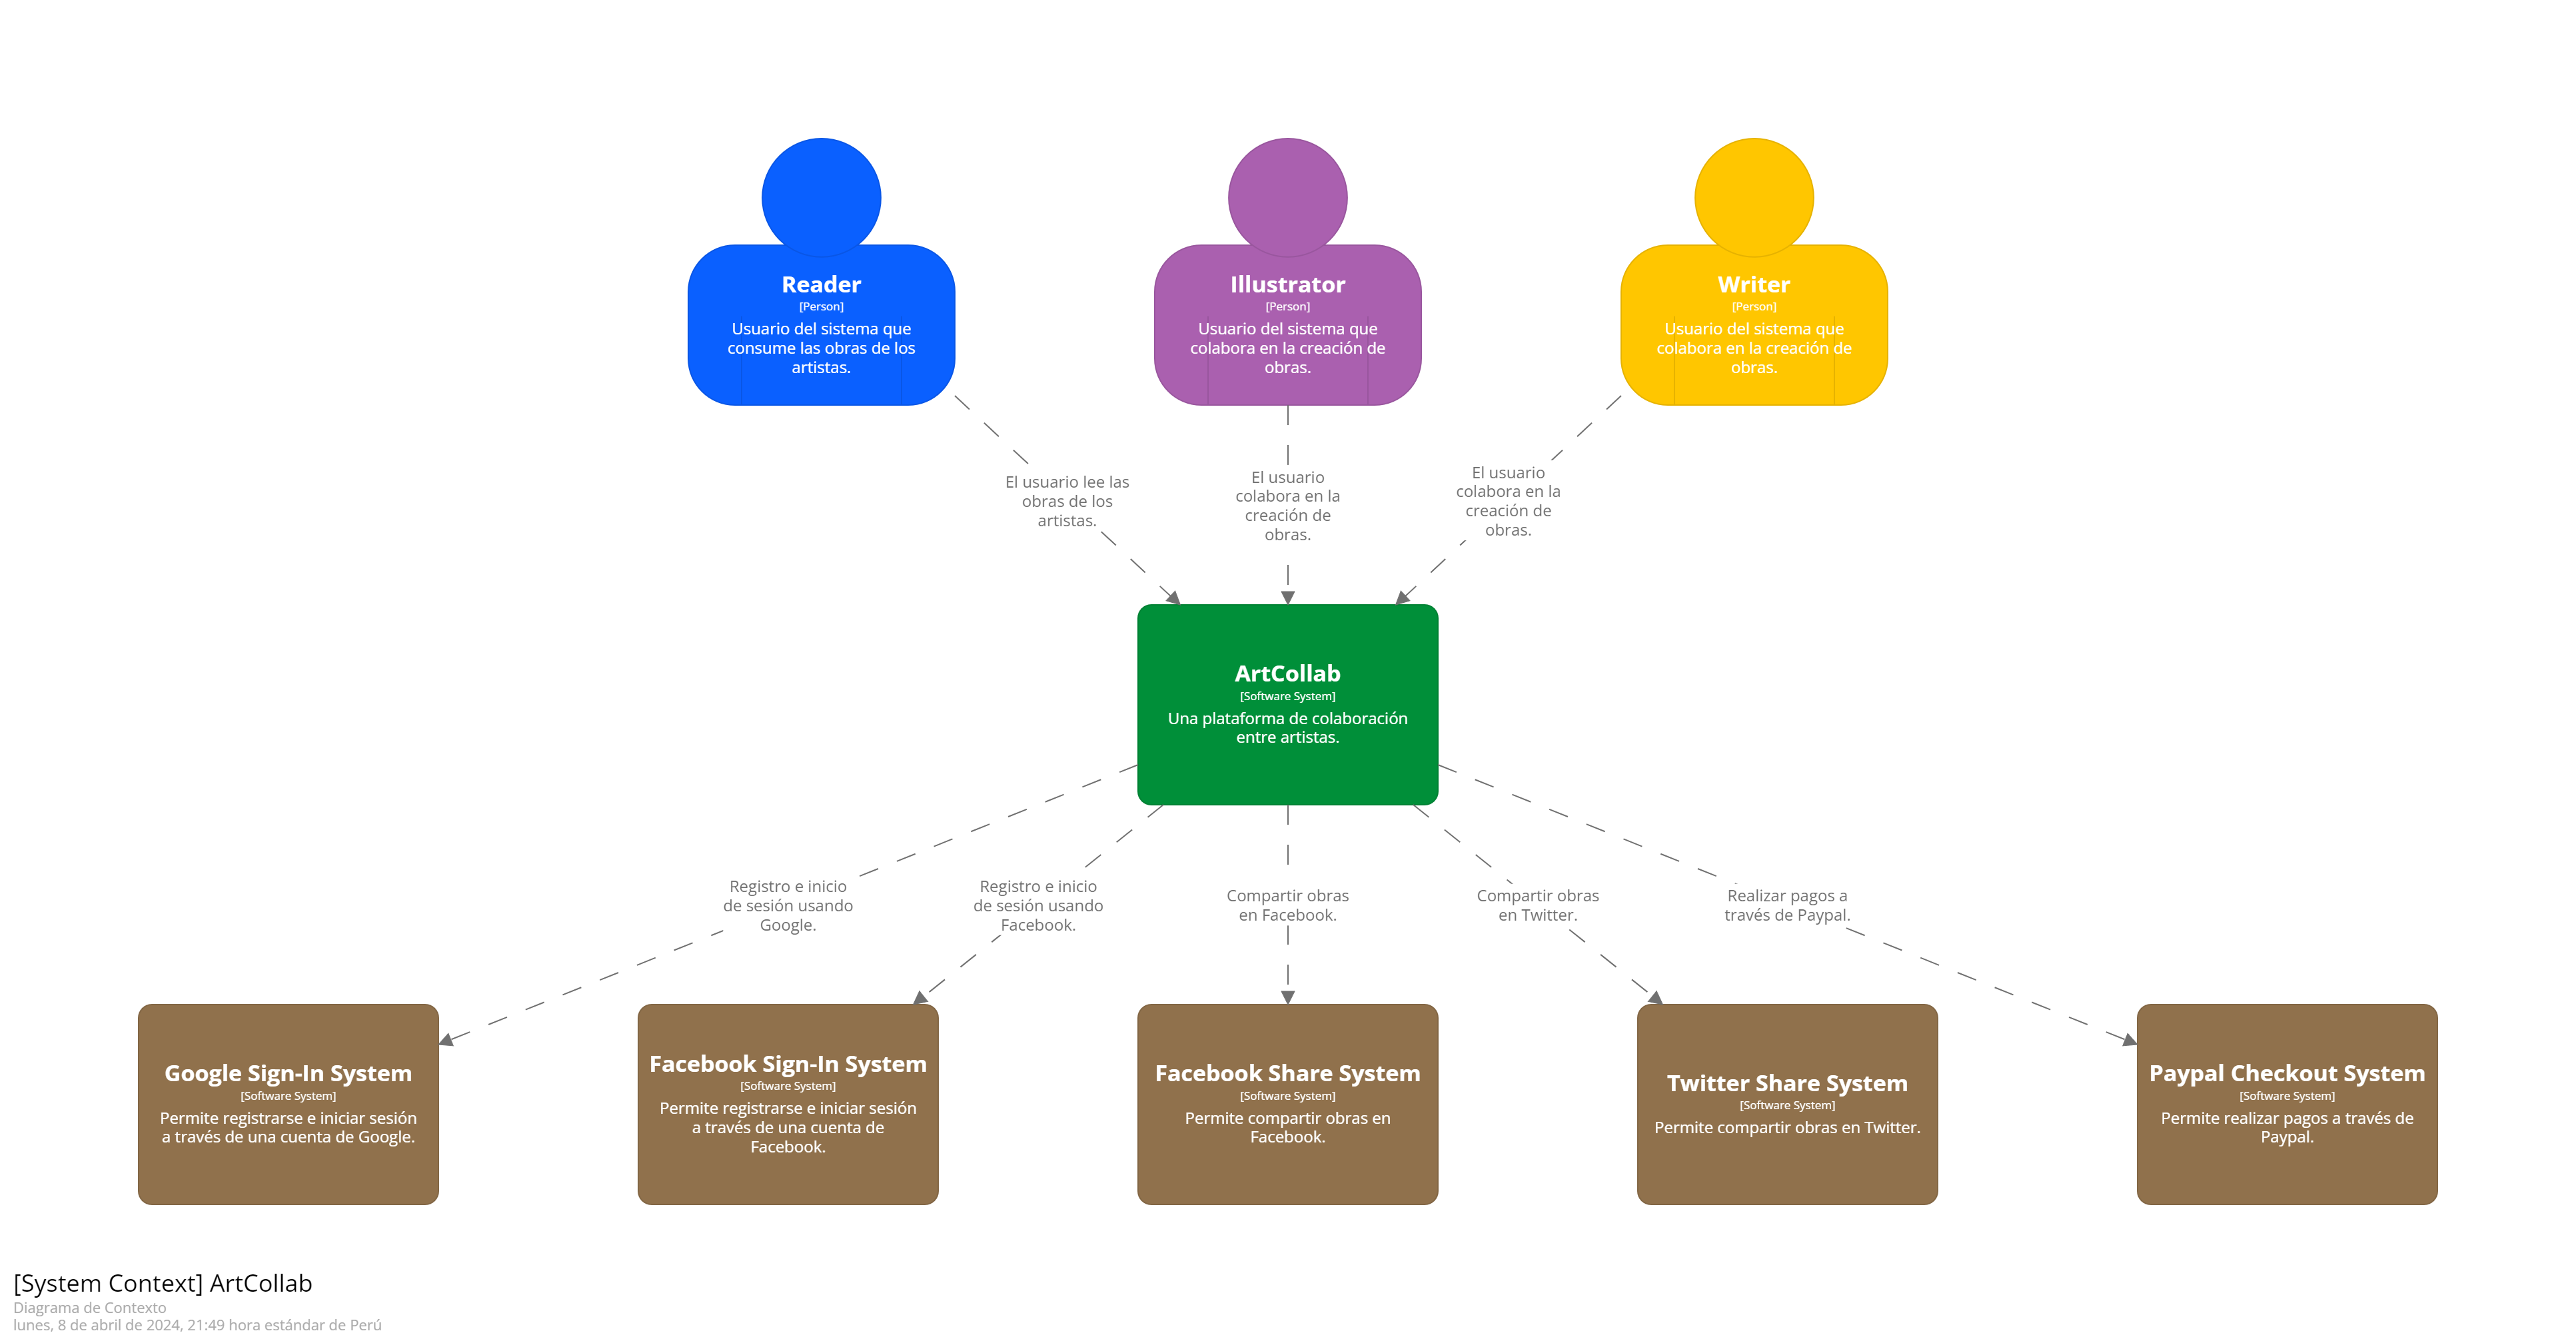 Reader
[Person]
Usuario del sistema que
consume las obras de los
artistas.
Illustrator
[Person]
Usuario del sistema que
colabora en la creación de
obras.
Writer
[Person]
Usuario del sistema que
colabora en la creación de
obras.
El usuario lee las
obras de los
artistas.
El usuario
colabora en la
creación de
obras.
El usuario
colabora en la
creación de
obras.
ArtCollab
[Software System]
Una plataforma de colaboración
entre artistas.
Registro e inicio
de sesión usando
Google.
Registro e inicio
de sesión usando
Facebook.
Compartir obras
en Facebook.
Compartir obras
en Twitter.
Realizar pagos a
través de Paypal.
Google Sign-In System
[Software System]
Permite registrarse e iniciar sesión
a través de una cuenta de Google.
Facebook Sign-In System
[Software System]
Permite registrarse e iniciar sesión
a través de una cuenta de
Facebook.
Facebook Share System
[Software System]
Permite compartir obras en
Facebook.
Twitter Share System
[Software System]
Permite compartir obras en Twitter.
Paypal Checkout System
[Software System]
Permite realizar pagos a través de
Paypal.
[System Context] ArtCollab
Diagrama de Contexto
lunes, 8 de abril de 2024, 21:49 hora estándar de Perú